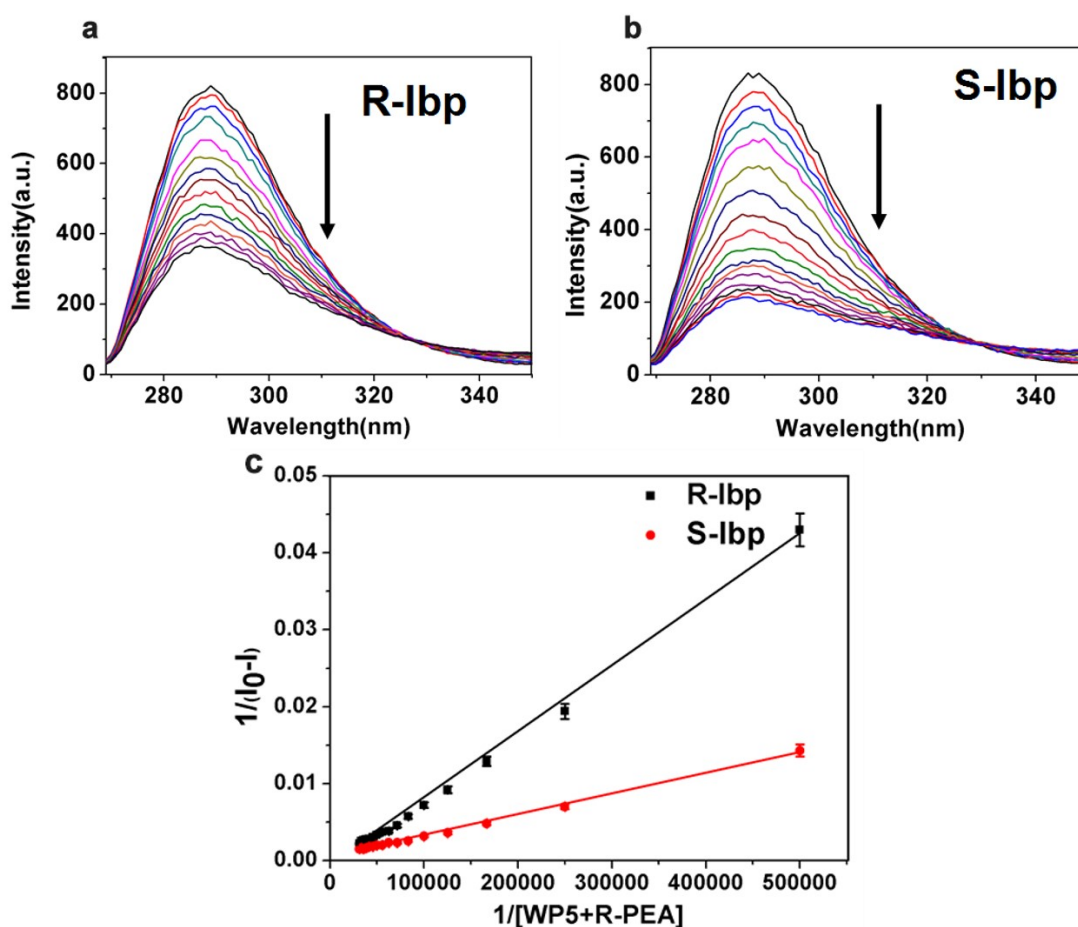 a
R-Ibp
Intensity(a.u.)
800
600
400
200
0
280
300
320
340
Wavelength(nm)
b
S-Ibp
Intensity(a.u.)
800
600
400
200
0
280
300
320
340
Wavelength(nm)
c
R-Ibp
S-Ibp
1/(I0-I)
0.05
0.04
0.03
0.02
0.01
0.00
0
100000
200000
300000
400000
500000
1/[WP5+R-PEA]